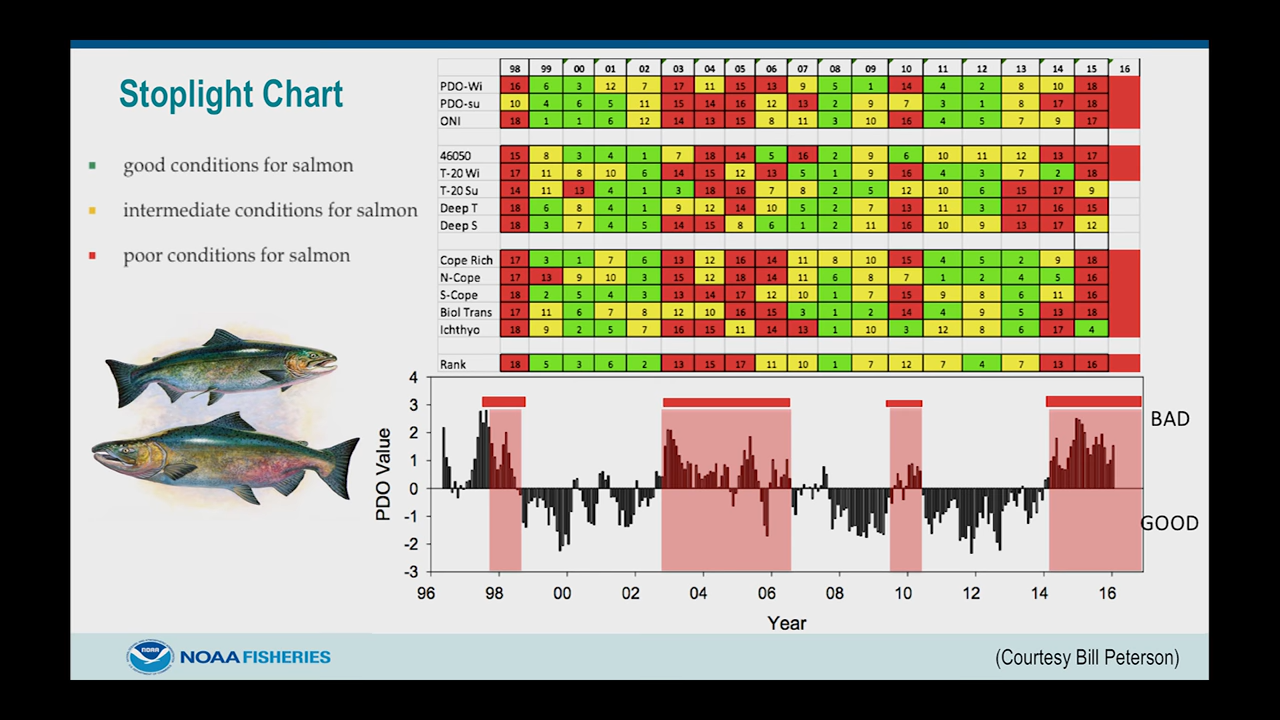 Stoplight Chart
good conditions for salmon
intermediate conditions for salmon
poor conditions for salmon
98 99 00 01 02 03 04 05 06 07 08 09 10 11 12 13 14 15 16
PDO-Wi 16 6 3 12 7 17 11 15 13 9 5 1 14 4 2 8 10 18
PDO-su 10 4 6 5 11 15 14 16 12 13 2 9 7 3 1 8 17 18
ONI 18 1 1 6 12 14 13 15 8 11 3 10 16 4 5 7 9 17
46050 15 8 3 4 1 7 18 14 5 16 2 9 6 10 11 12 13 17
T-20 Wi 17 11 8 10 6 14 15 12 13 5 1 9 16 4 3 7 2 18
T-20 Su 14 11 13 4 1 3 18 16 7 8 2 5 12 10 6 15 17 9
Deep T 18 6 8 4 1 9 12 14 10 5 2 7 13 11 3 17 16 15
Deep S 18 3 7 4 5 14 15 8 6 1 2 11 16 10 9 13 17 12
Cope Rich 17 3 1 7 6 13 12 16 14 11 8 10 15 4 5 2 9 18
N-Cope 17 13 9 10 3 15 12 18 14 11 6 8 7 1 2 4 5 16
S-Cope 18 2 5 4 3 13 14 17 12 10 1 7 15 9 8 6 11 16
Biol Trans 17 11 6 7 8 12 10 16 15 3 1 2 14 4 9 5 13 18
Ichthyo 18 9 2 5 7 16 15 11 14 13 1 10 3 12 8 6 17 4
Rank 18 5 3 6 2 13 15 17 11 10 1 7 12 7 4 7 13 16
4
3
2
1
0
-1
-2
-3
PDO Value
BAD
GOOD
96 98 00 02 04 06 08 10 12 14 16
Year
NOAA
NOAA FISHERIES
(Courtesy Bill Peterson)